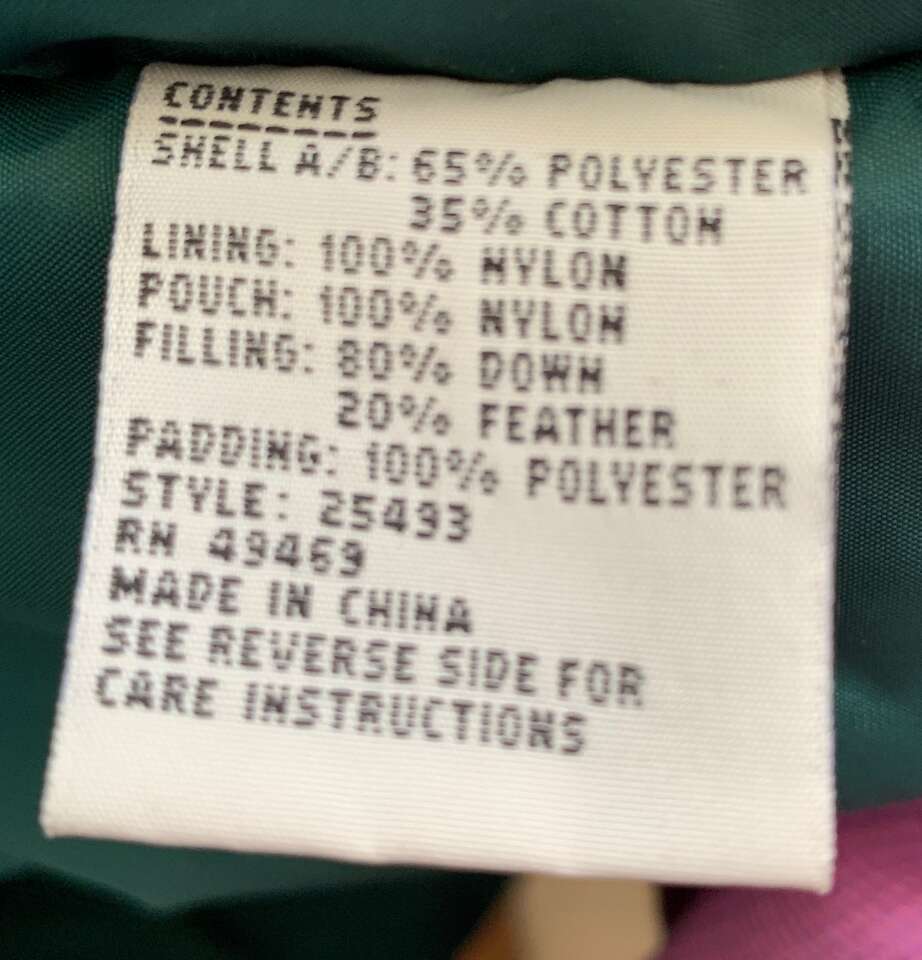 CONTENTS
SHELL A/B: 65% POLYESTER
35% COTTON
LINING: 100% NYLON
POUCH: 100% NYLON
FILLING: 80% DOWN
20% FEATHER
PADDING: 100% POLYESTER
STYLE: 25493
RN 49469
MADE IN CHINA
SEE REVERSE SIDE FOR
CARE INSTRUCTIONS